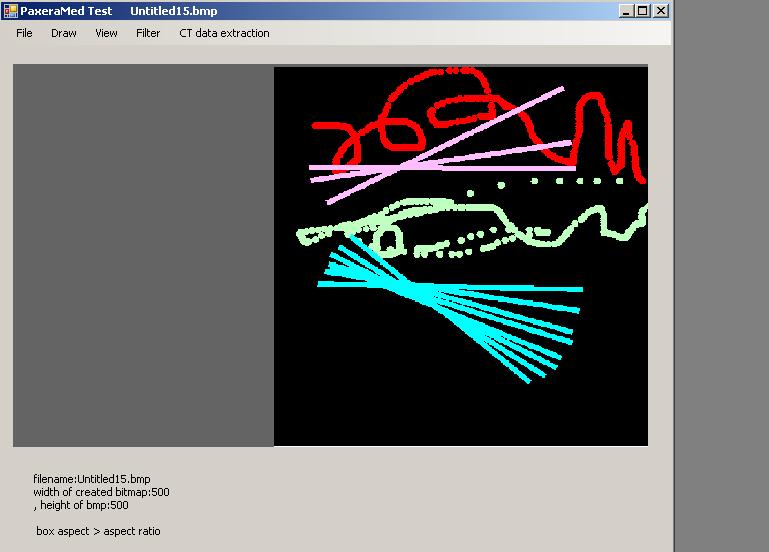 PaxeraMed Test Untitled15.bmp
File Draw View Filter CT data extraction
filename:Untitled15.bmp
width of created bitmap:500
, height of bmp:500
box aspect > aspect ratio